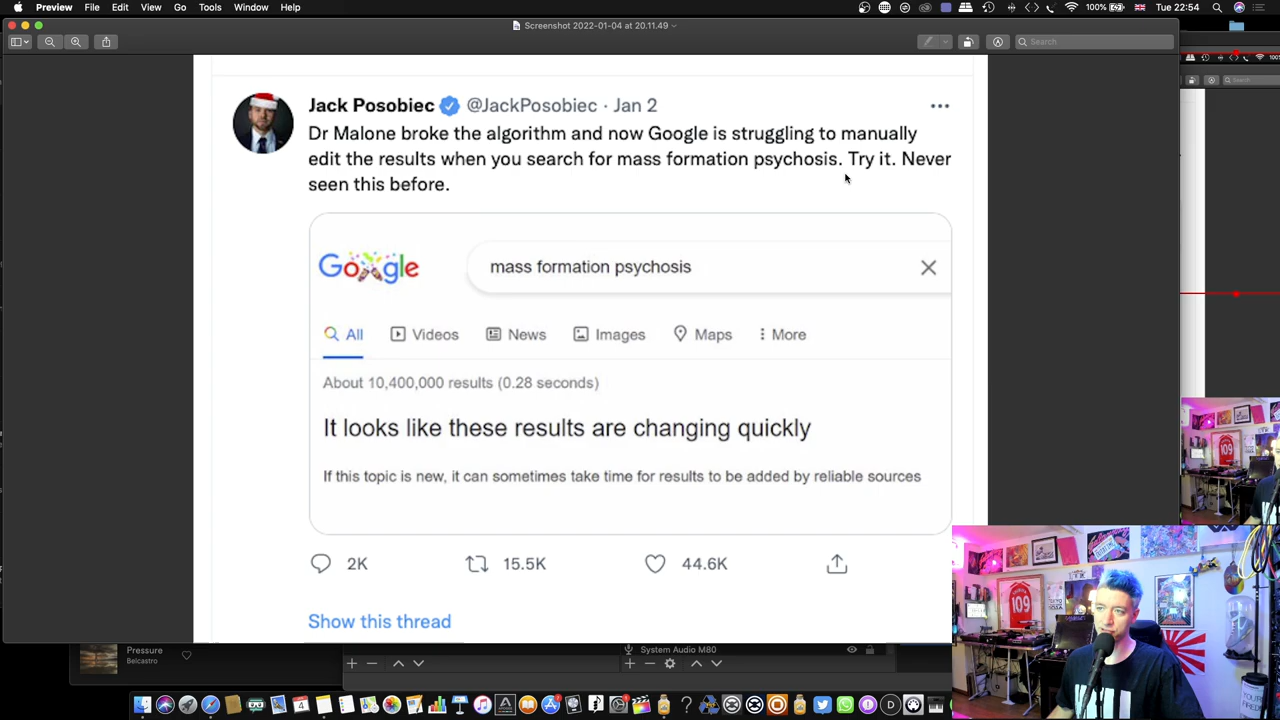 Preview File Edit View Go Tools Window Help
100% Tue 22:54
Screenshot 2022-01-04 at 20.11.49
Search
Jack Posobiec @JackPosobiec · Jan 2
Dr Malone broke the algorithm and now Google is struggling to manually
edit the results when you search for mass formation psychosis. Try it. Never
seen this before.
Google
mass formation psychosis
All Videos News Images Maps More
About 10,400,000 results (0.28 seconds)
It looks like these results are changing quickly
If this topic is new, it can sometimes take time for results to be added by reliable sources
2K 15.5K 44.6K
Show this thread
109
109
Pressure
Belcastro
System Audio M80